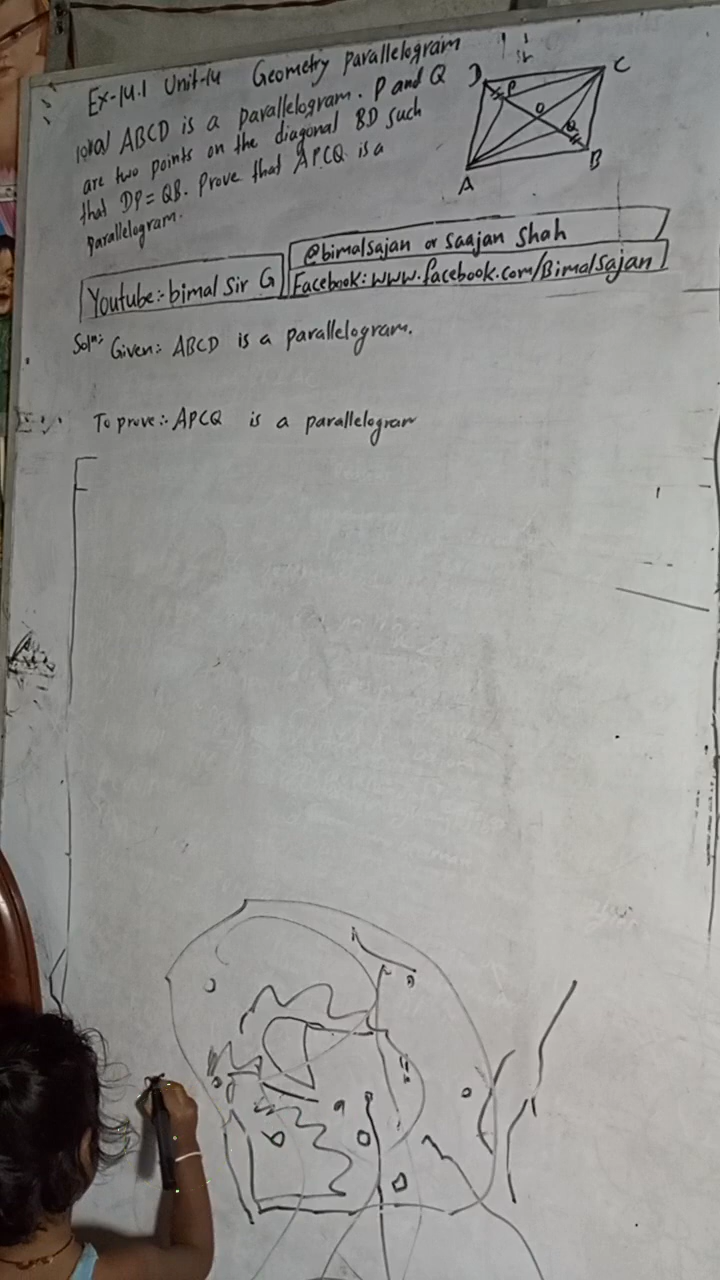 Ex-14.1 Unit-14 Geometry parallelogram
10)(a) ABCD is a parallelogram. P and Q
are two points on the diagonal BD such
that DP = QB. Prove that APCQ is a
parallelogram.
D
P
C
O
Q
A
B
Youtube:- bimal Sir G
@bimalsajan or Saajan Shah
Facebook: www.facebook.com/Bimalsajan
Solⁿ: Given: ABCD is a parallelogram.
To prove:- APCQ is a parallelogram